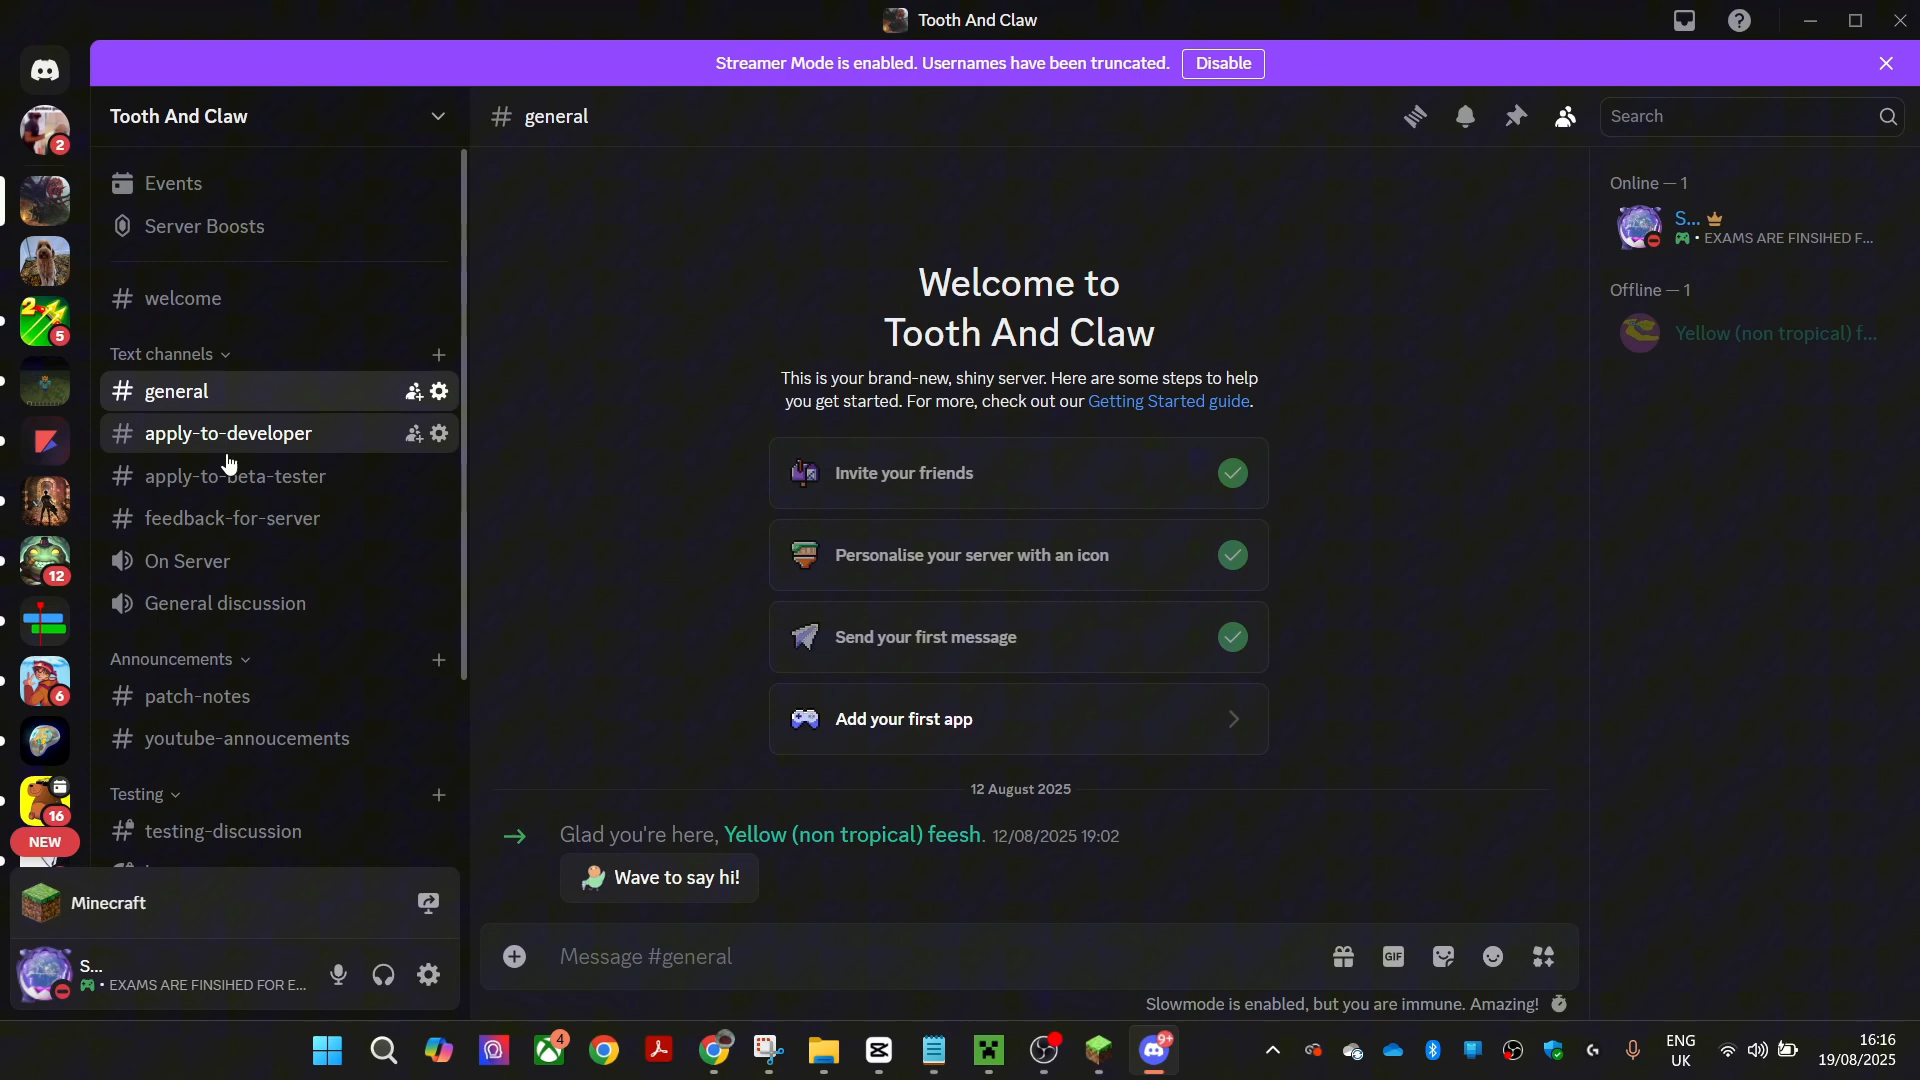 Tooth And Claw
Streamer Mode is enabled. Usernames have been truncated.
Disable
Tooth And Claw
general
Search
Events
Server Boosts
welcome
Text channels
general
apply-to-developer
apply-to-beta-tester
feedback-for-server
On Server
General discussion
Announcements
patch-notes
youtube-annoucements
Testing
testing-discussion
2
5
12
6
16
NEW
Minecraft
S...
• EXAMS ARE FINSIHED FOR E...
Welcome to
Tooth And Claw
This is your brand-new, shiny server. Here are some steps to help
you get started. For more, check out our Getting Started guide.
Invite your friends
Personalise your server with an icon
Send your first message
Add your first app
12 August 2025
Glad you're here, Yellow (non tropical) feesh. 12/08/2025 19:02
Wave to say hi!
Message #general
GIF
Slowmode is enabled, but you are immune. Amazing!
Online — 1
S...
• EXAMS ARE FINSIHED F...
Offline — 1
Yellow (non tropical) f...
4
9+
ENG
UK
16:16
19/08/2025